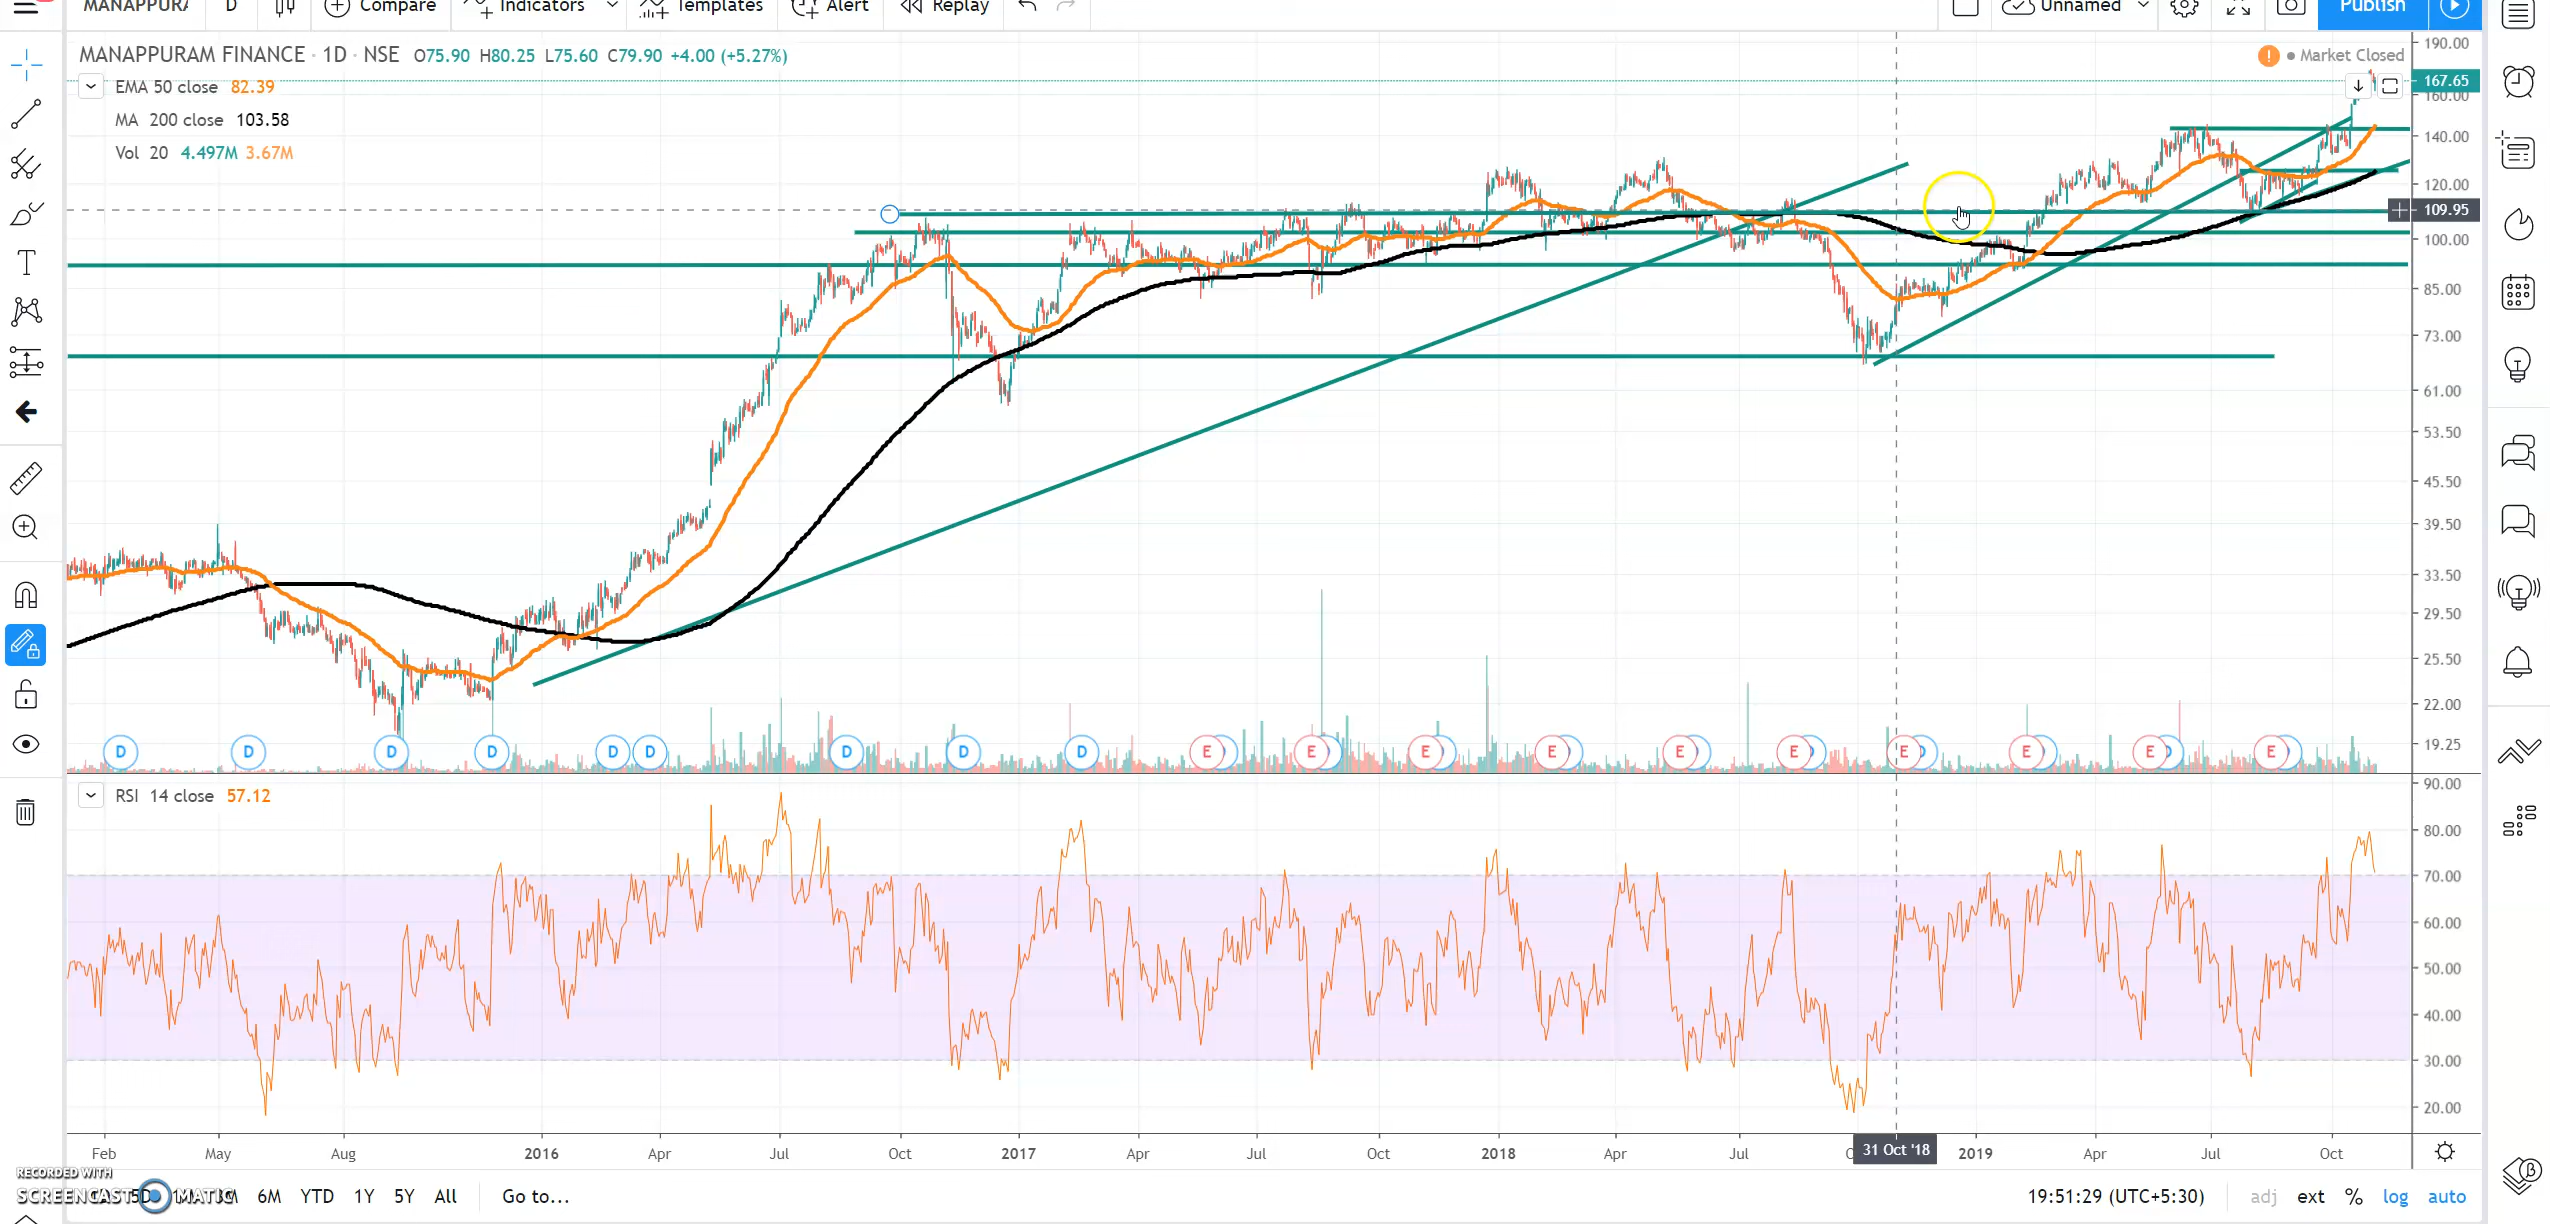 MANAPPURA D Compare Indicators Templates Alert Replay Unnamed Publish
MANAPPURAM FINANCE · 1D · NSE O75.90 H80.25 L75.60 C79.90 +4.00 (+5.27%)
! Market Closed
EMA 50 close 82.39
MA 200 close 103.58
Vol 20 4.497M 3.67M
190.00
167.65
160.00
140.00
120.00
109.95
100.00
85.00
73.00
61.00
53.50
45.50
39.50
33.50
29.50
25.50
22.00
19.25
D D D D D D D D D E E E E E E E E E E
RSI 14 close 57.12
90.00
80.00
70.00
60.00
50.00
40.00
30.00
20.00
Feb May Aug 2016 Apr Jul Oct 2017 Apr Jul Oct 2018 Apr Jul 31 Oct '18 2019 Apr Jul Oct
RECORDED WITH
SCREENCAST MATIC
5D 6M YTD 1Y 5Y All Go to... 19:51:29 (UTC+5:30) adj ext % log auto